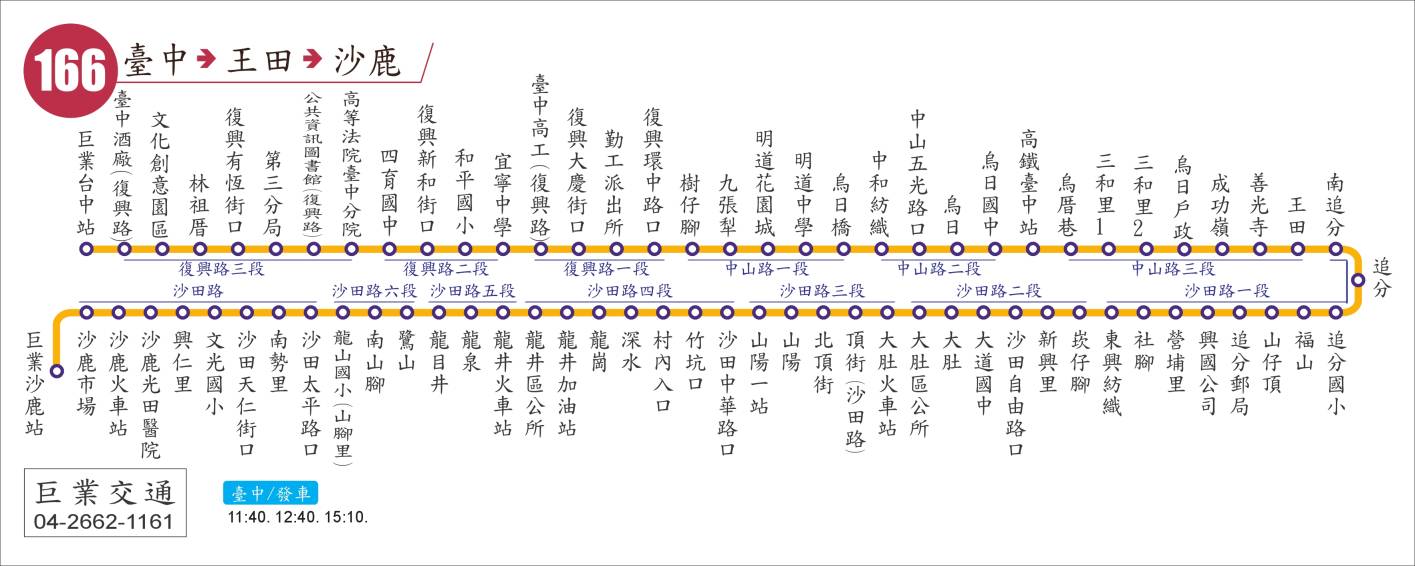 166
臺中➔王田➔沙鹿
巨業台中站
臺中酒廠(復興路)
文化創意園區
林祖厝
復興有恆街口
第三分局
公共資訊圖書館(復興路)
高等法院臺中分院
四育國中
復興新和街口
和平國小
宜寧中學
臺中高工(復興路)
復興大慶街口
勤工派出所
復興環中路口
樹仔腳
九張犁
明道花園城
明道中學
烏日橋
中和紡織
中山五光路口
烏日
烏日國中
高鐵臺中站
烏厝巷
三和里1
三和里2
烏日戶政
成功嶺
善光寺
王田
南追分
追分
復興路三段
復興路二段
復興路一段
中山路一段
中山路二段
中山路三段
沙田路
沙田路六段
沙田路五段
沙田路四段
沙田路三段
沙田路二段
沙田路一段
巨業沙鹿站
沙鹿市場
沙鹿火車站
沙鹿光田醫院
興仁里
文光國小
沙田天仁街口
南勢里
沙田太平路口
龍山國小(山腳里)
南山腳
鷺山
龍目井
龍泉
龍井火車站
龍井區公所
龍井加油站
龍崗
深水
村內入口
竹坑口
沙田中華路口
山陽一站
山陽
北頂街
頂街(沙田路)
大肚火車站
大肚區公所
大肚
大道國中
沙田自由路口
新興里
崁仔腳
東興紡織
社腳
營埔里
興國公司
追分郵局
山仔頂
福山
追分國小
巨業交通
04-2662-1161
臺中/發車
11:40. 12:40. 15:10.